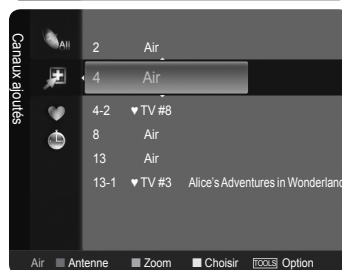 Canaux ajoutés
All
2 Air
4 Air
4-2 ♥ TV #8
8 Air
13 Air
13-1 ♥ TV #3 Alice's Adventures in Wonderland
Air Antenne Zoom Choisir TOOLS Option